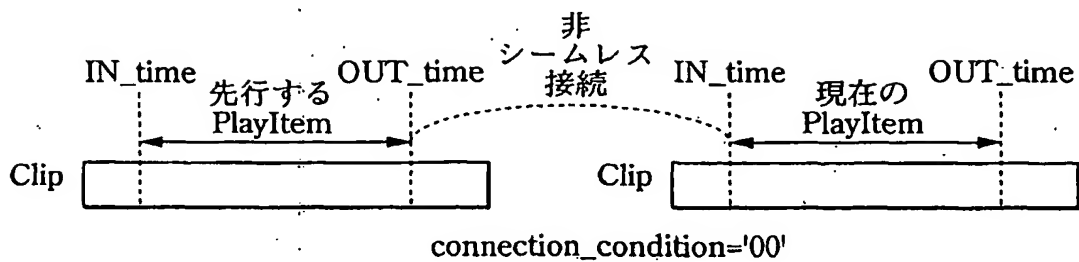 非
シームレス
接続
IN_time
OUT_time
IN_time
OUT_time
先行する
PlayItem
現在の
PlayItem
Clip
Clip
connection_condition='00'